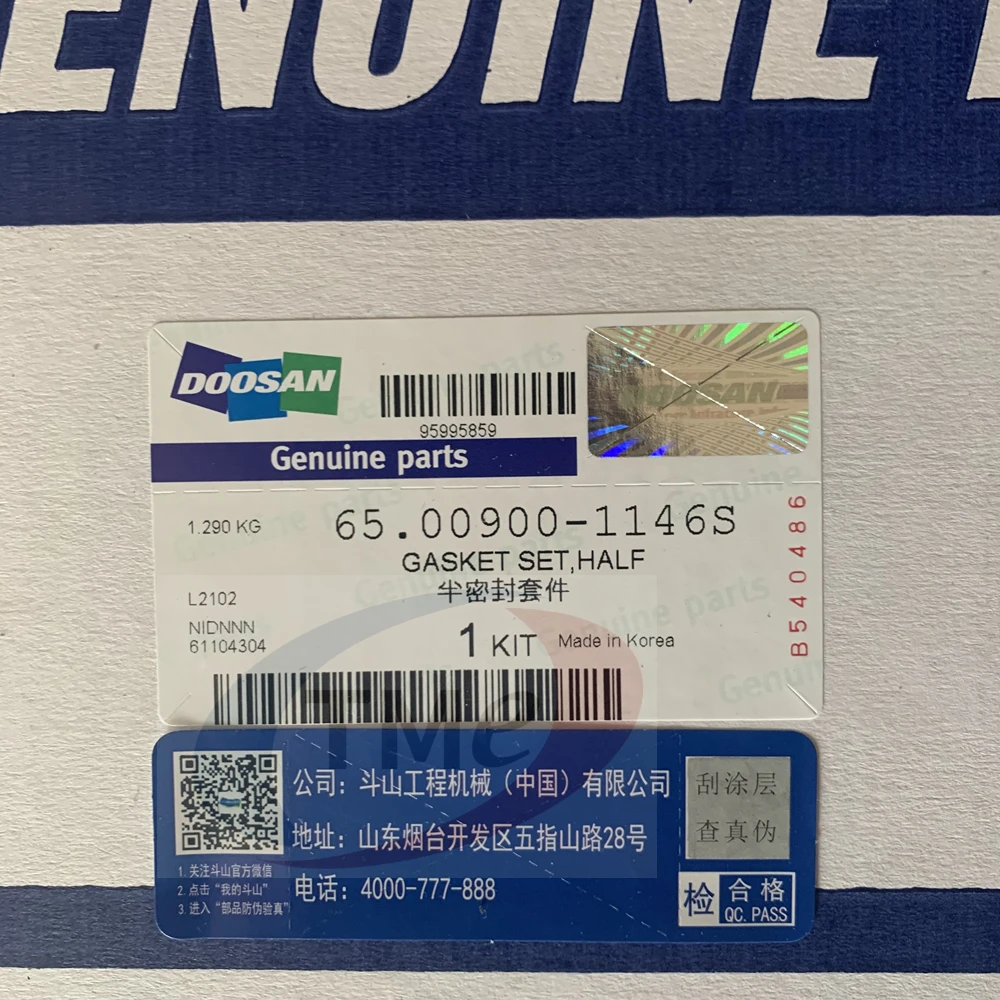 GENUINE
DOOSAN
95995859
Genuine parts
DOOSAN
1.290 KG
65.00900-1146S
GASKET SET,HALF
半密封套件
L2102
NIDNNN
61104304
1 KIT Made in Korea
B540486
TMe
公司：斗山工程机械（中国）有限公司
地址：山东烟台开发区五指山路28号
电话：4000-777-888
1. 关注斗山官方微信
2. 点击“我的斗山”
3. 进入“部品防伪验真”
刮涂层
查真伪
检 合格
QC. PASS